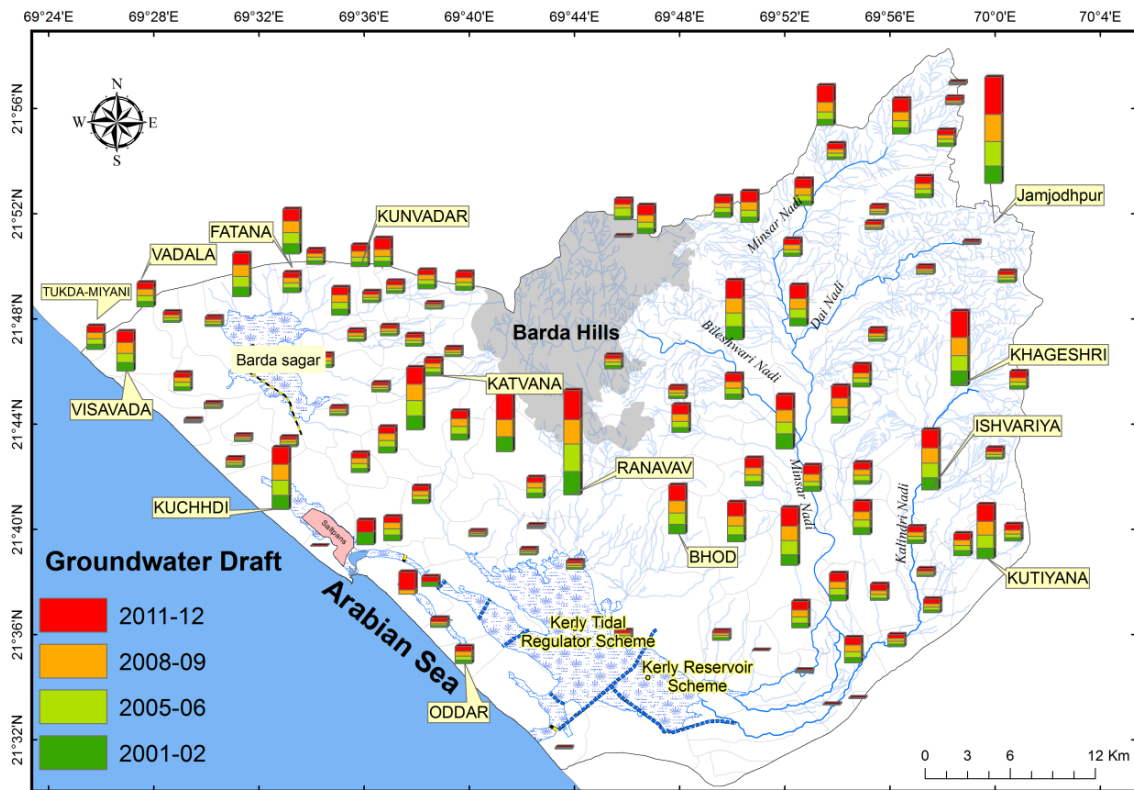 69°24'E 69°28'E 69°32'E 69°36'E 69°40'E 69°44'E 69°48'E 69°52'E 69°56'E 70°0'E 70°4'E
21°56'N
21°52'N
21°48'N
21°44'N
21°40'N
21°36'N
21°32'N
N
W E
S
Jamjodhpur
KUNVADAR
FATANA
VADALA
TUKDA-MIYANI
Minsar Nadi
Dai Nadi
Bileshwari Nadi
Barda Hills
Barda sagar
KHAGESHRI
KATVANA
VISAVADA
ISHVARIYA
RANAVAV
Minsar Nadi
KUCHHDI
Kalindri Nadi
Saltpans
BHOD
KUTIYANA
Arabian Sea
Kerly Tidal
Regulator Scheme
Kerly Reservoir
Scheme
ODDAR
Groundwater Draft
2011-12
2008-09
2005-06
2001-02
0 3 6 12 Km